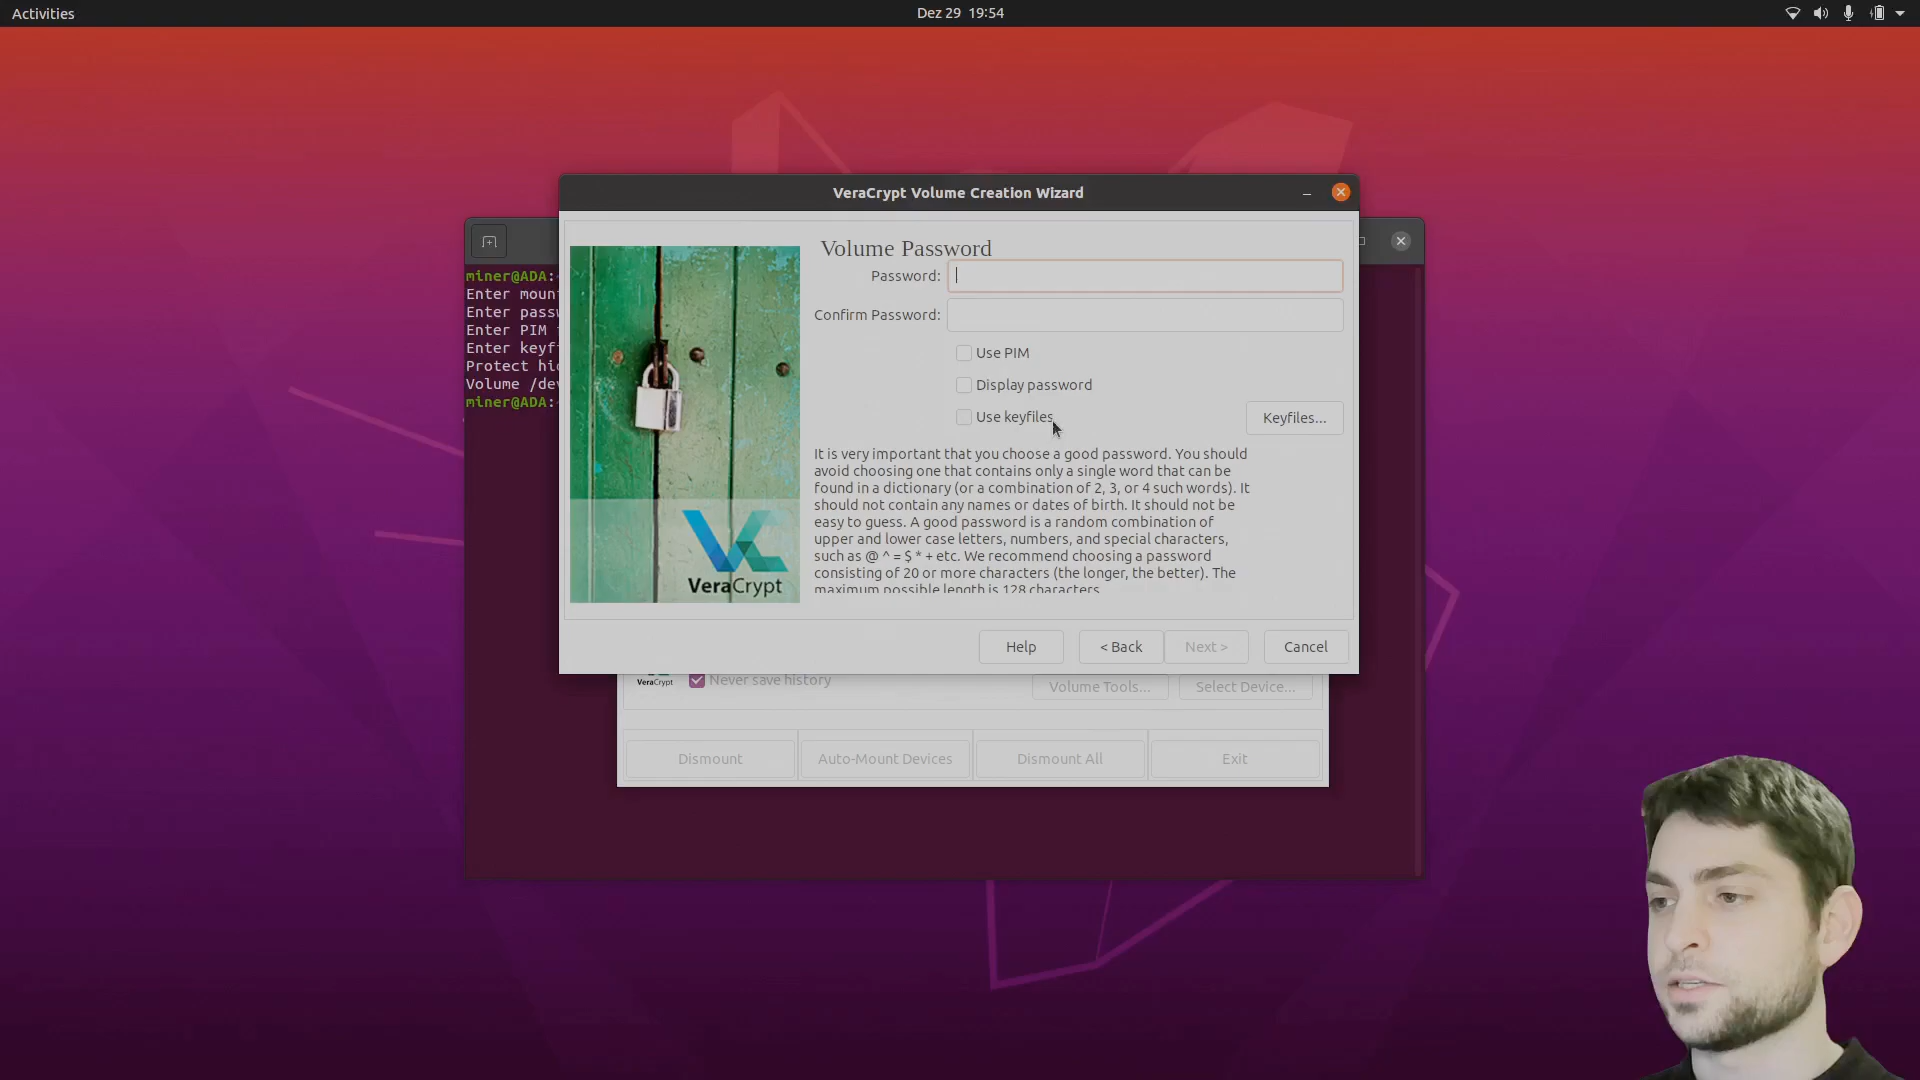 Activities
Dez 29 19:54
VeraCrypt Volume Creation Wizard
miner@ADA:
Enter
Enter
Enter PIM
Enter
Protect
Volume
miner@ADA:
Volume Password
Password:
Confirm Password:
Use PIM
Display password
Use keyfiles
Keyfiles...
It is very important that you choose a good password. You should
avoid choosing one that contains only a single word that can be
found in a dictionary (or a combination of 2, 3, or 4 such words). It
should not contain any names or dates of birth. It should not be
easy to guess. A good password is a random combination of
upper and lower case letters, numbers, and special characters,
such as @ ^ = $ * + etc. We recommend choosing a password
consisting of 20 or more characters (the longer, the better). The
maximum possible length is 128 characters.
VeraCrypt
Help
< Back
Next >
Cancel
VeraCrypt
Never save history
Volume Tools...
Select Device...
Dismount
Auto-Mount Devices
Dismount All
Exit